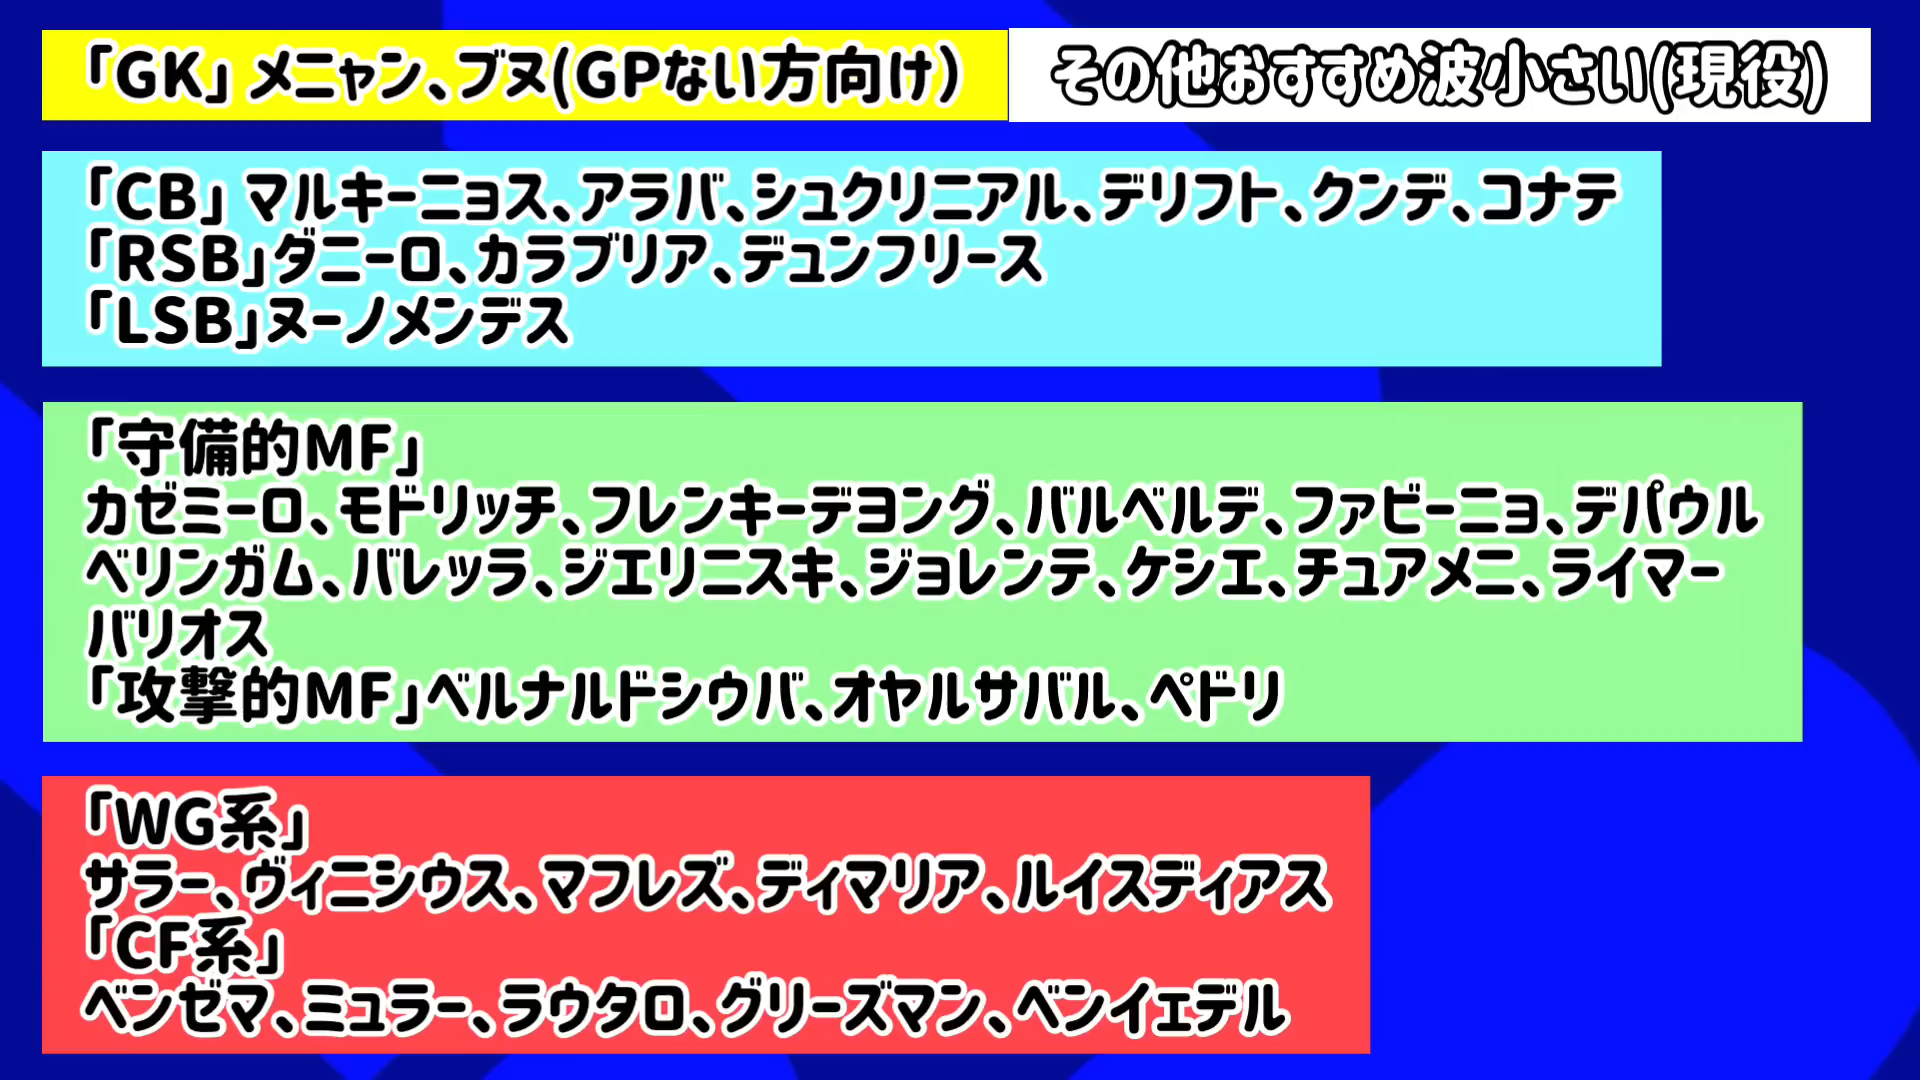 「GK」 メニャン、ブヌ(GPない方向け）
その他おすすめ波小さい(現役)
「CB」 マルキーニョス、アラバ、シュクリニアル、デリフト、クンデ、コナテ
「RSB」ダニーロ、カラブリア、デュンフリース
「LSB」ヌーノメンデス
「守備的MF」
カゼミーロ、モドリッチ、フレンキーデヨング、バルベルデ、ファビーニョ、デパウル
ベリンガム、バレッラ、ジエリニスキ、ジョレンテ、ケシエ、チュアメニ、ライマー
バリオス
「攻撃的MF」ベルナルドシウバ、オヤルサバル、ペドリ
「WG系」
サラー、ヴィニシウス、マフレズ、ディマリア、ルイスディアス
「CF系」
ベンゼマ、ミュラー、ラウタロ、グリーズマン、ベンイェデル